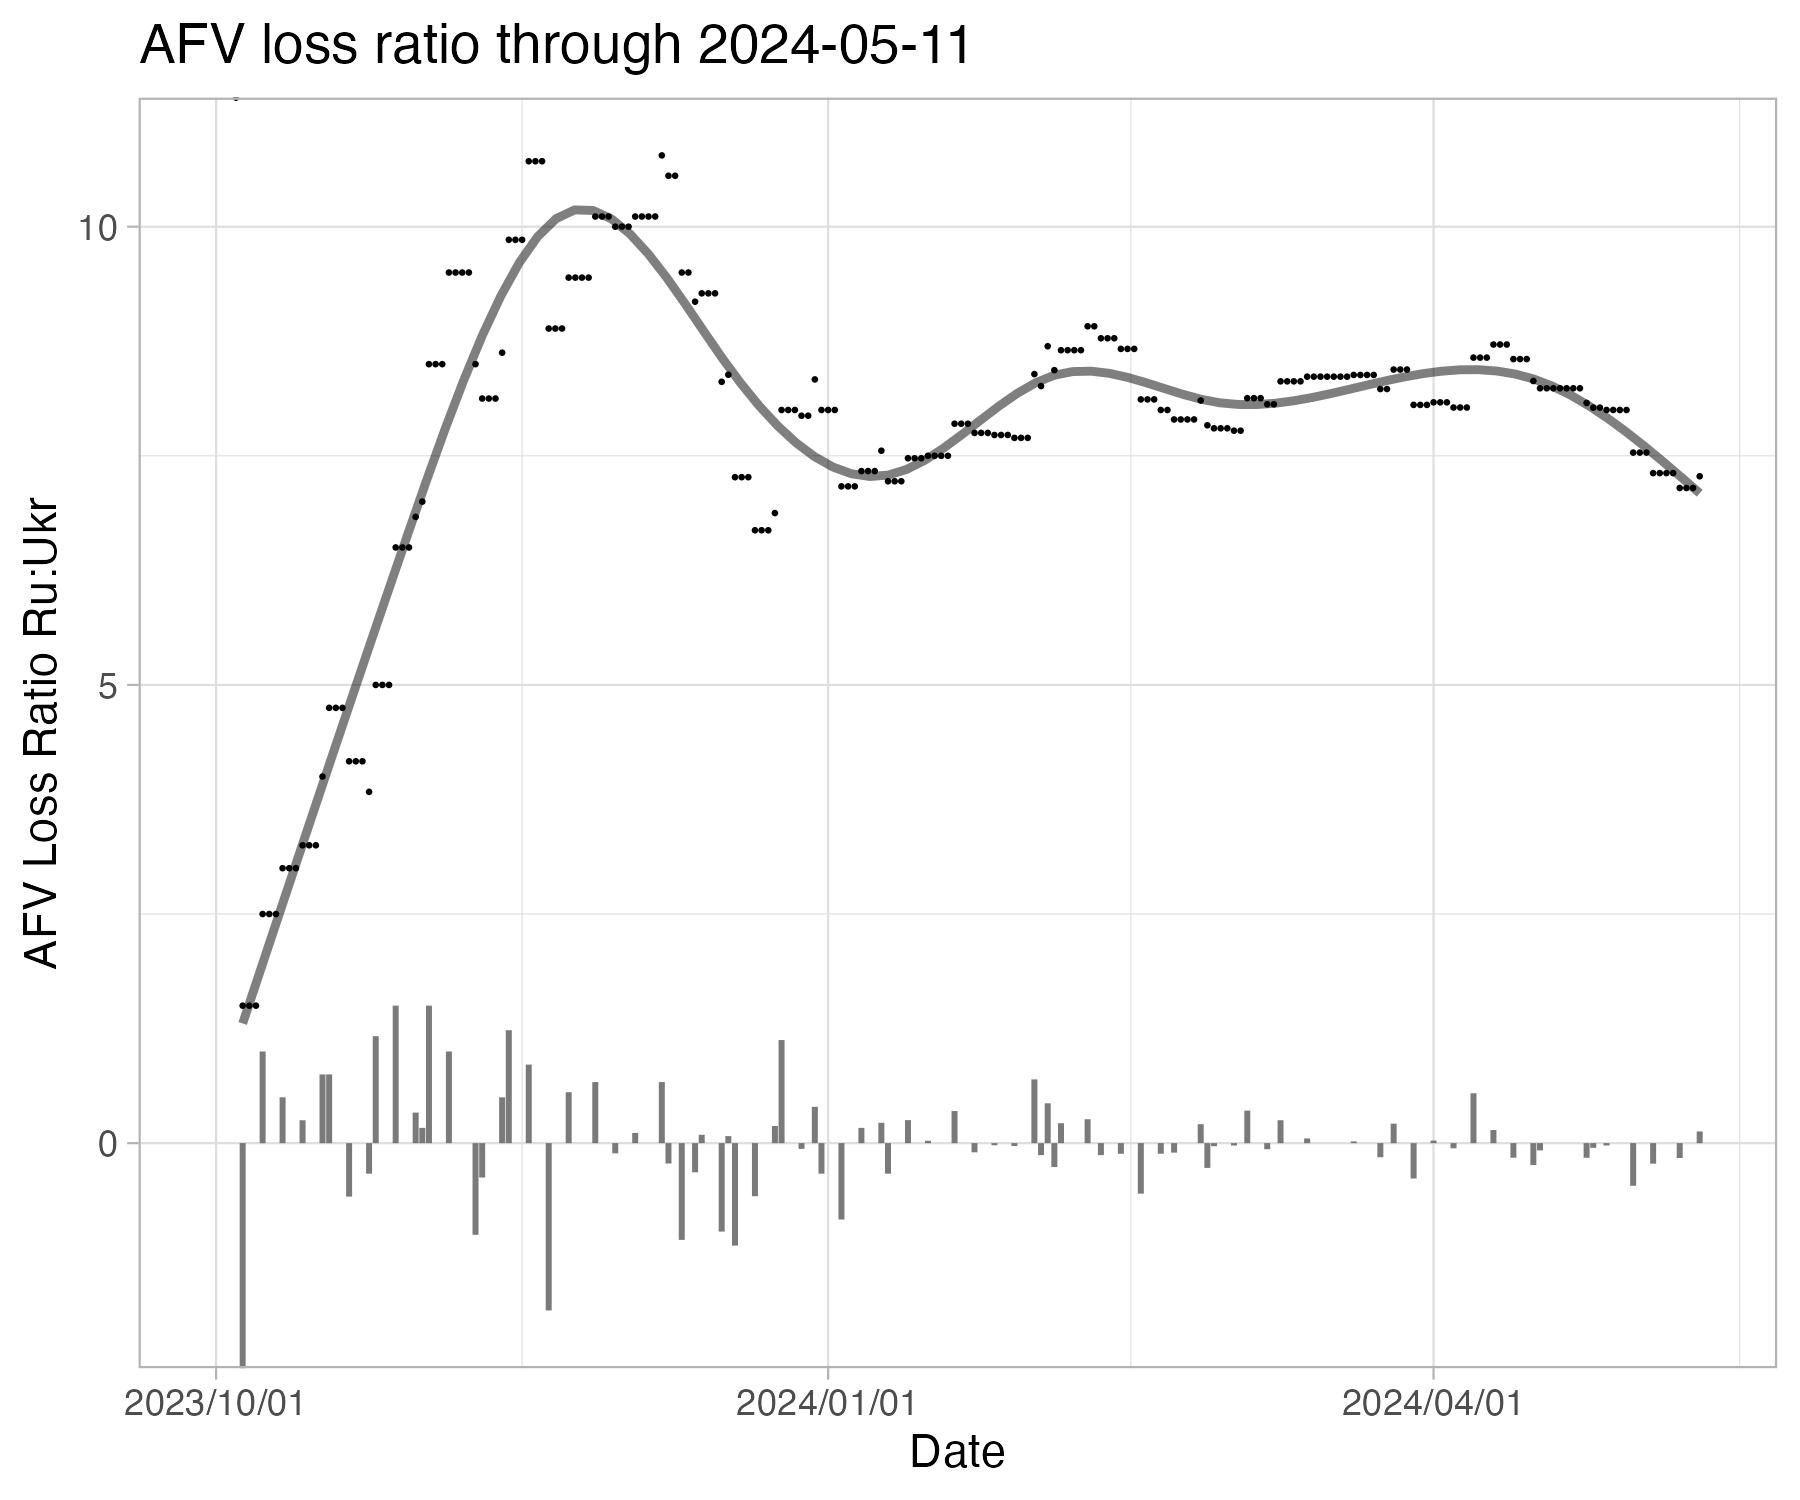 AFV loss ratio through 2024-05-11
AFV Loss Ratio Ru:Ukr
10
5
0
2023/10/01
2024/01/01
2024/04/01
Date